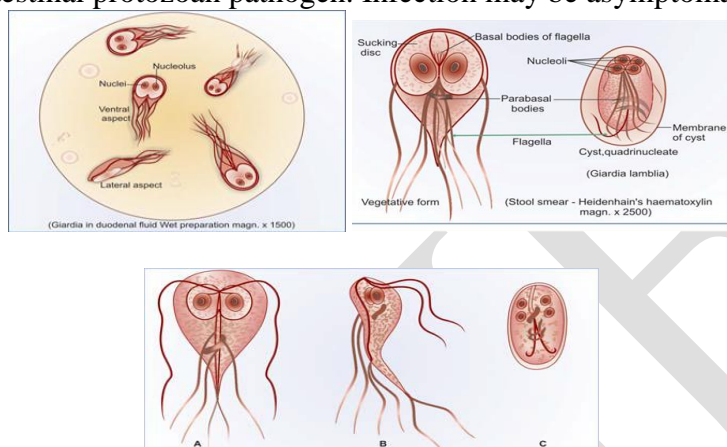 estinal protozoan pathogen. Infection may be asymptoma
Nucleolus
Nuclei
Ventral
aspect
Lateral aspect
(Giardia in duodenal fluid Wet preparation magn. x 1500)
Sucking
disc
Basal bodies of flagella
Nucleoli
Parabasal
bodies
Membrane
of cyst
Flagella
Cyst,quadrinucleate
(Giardia lamblia)
Vegetative form
(Stool smear - Heidenhain's haematoxylin
magn. x 2500)
A
B
C